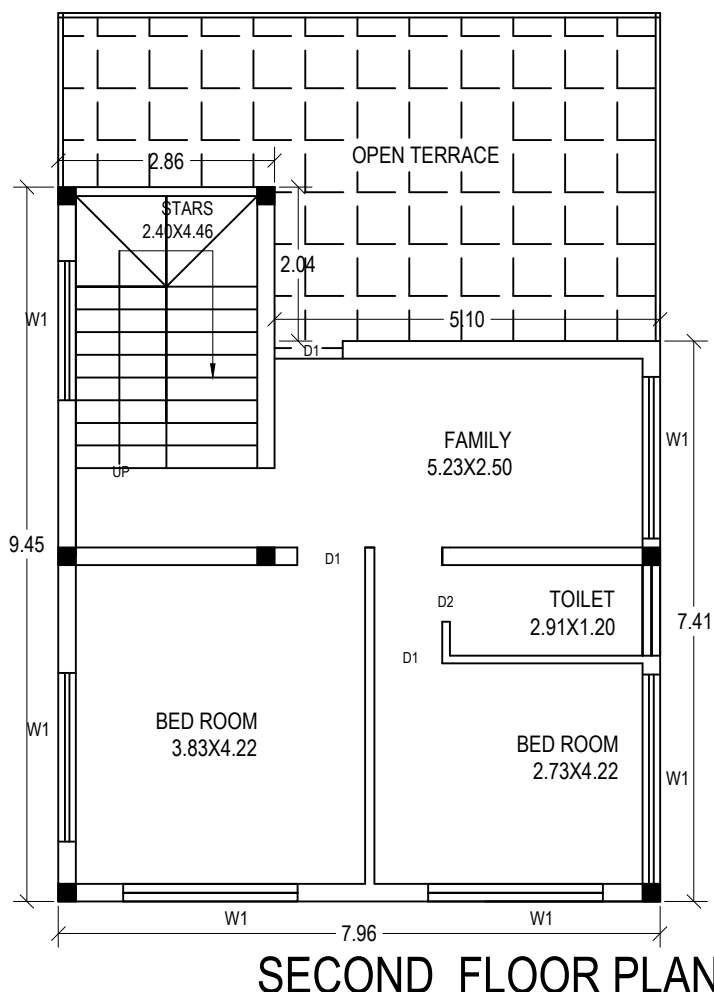 2.86
OPEN TERRACE
STARS
2.40X4.46
2.04
W1
5.10
D1
FAMILY
5.23X2.50
W1
UP
9.45
D1
D2
TOILET
2.91X1.20
7.41
D1
BED ROOM
3.83X4.22
W1
BED ROOM
2.73X4.22
W1
W1
W1
7.96
SECOND FLOOR PLAN